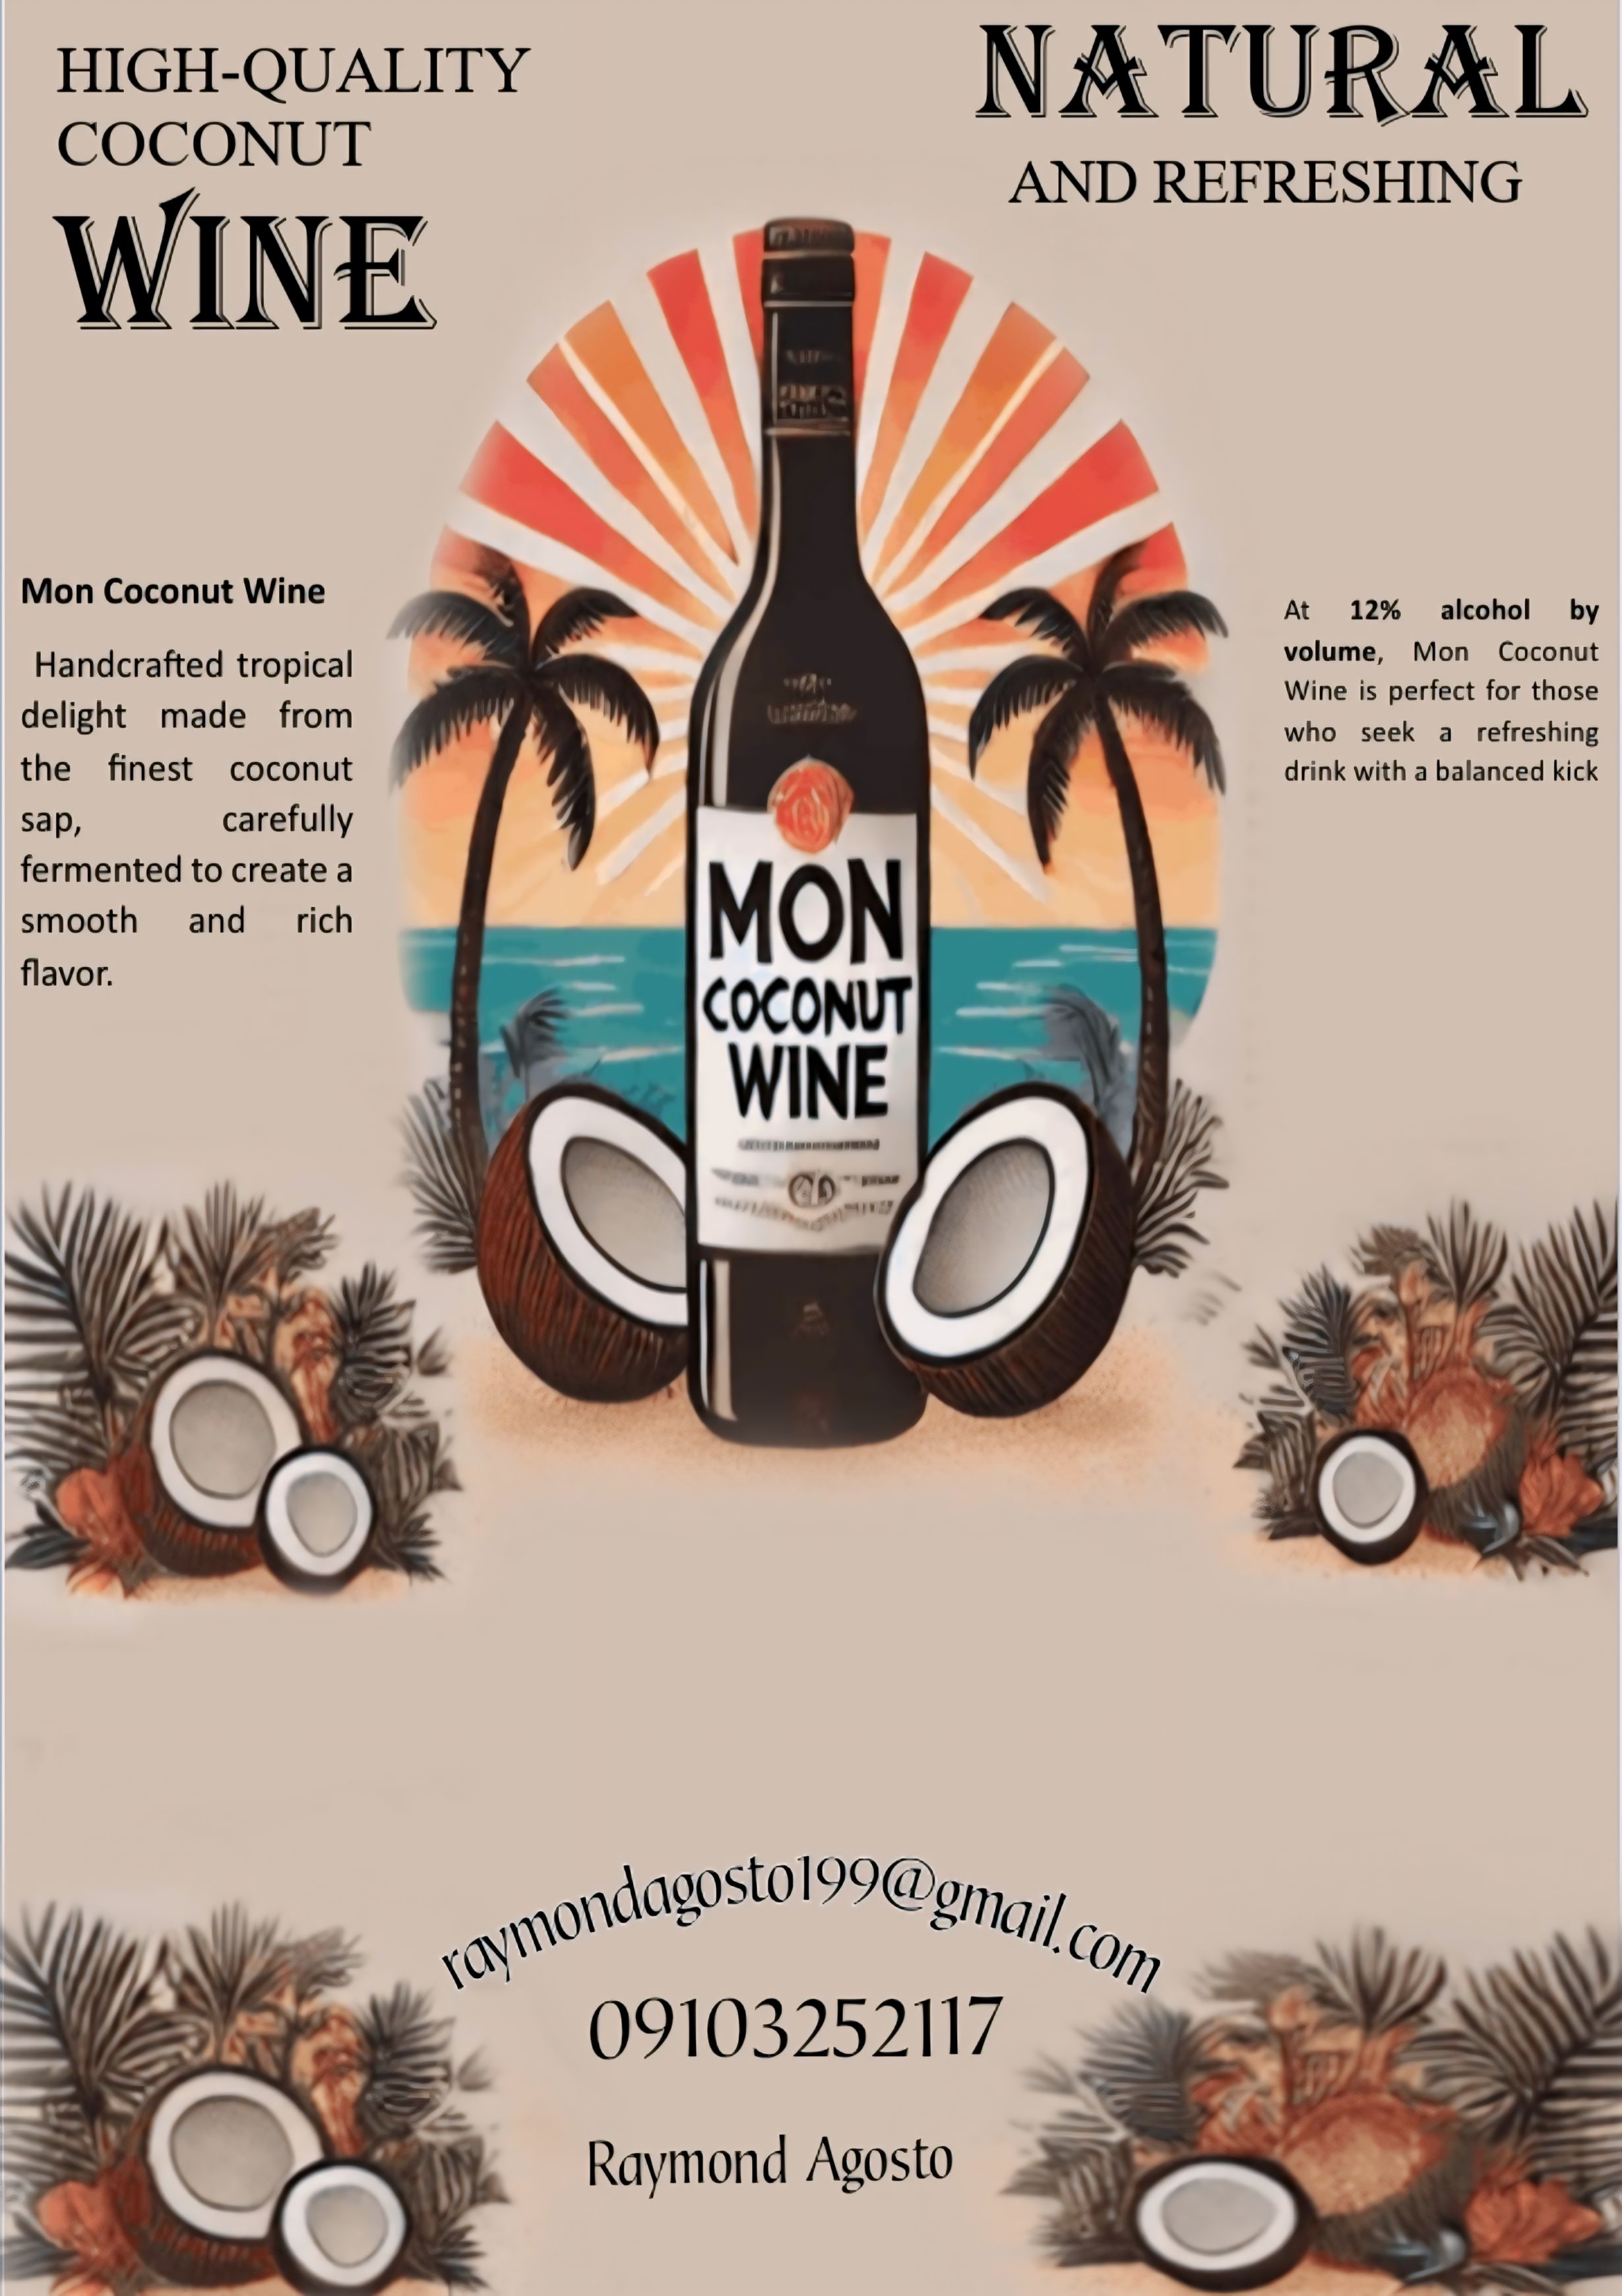 HIGH-QUALITY
COCONUT
WINE
NATURAL
AND REFRESHING
Mon Coconut Wine
Handcrafted tropical
delight made from
the finest coconut
sap, carefully
fermented to create a
smooth and rich
flavor.
At 12% alcohol by
volume, Mon Coconut
Wine is perfect for those
who seek a refreshing
drink with a balanced kick
MON
COCONUT
WINE
raymondagosto199@gmail.com
09103252117
Raymond Agosto